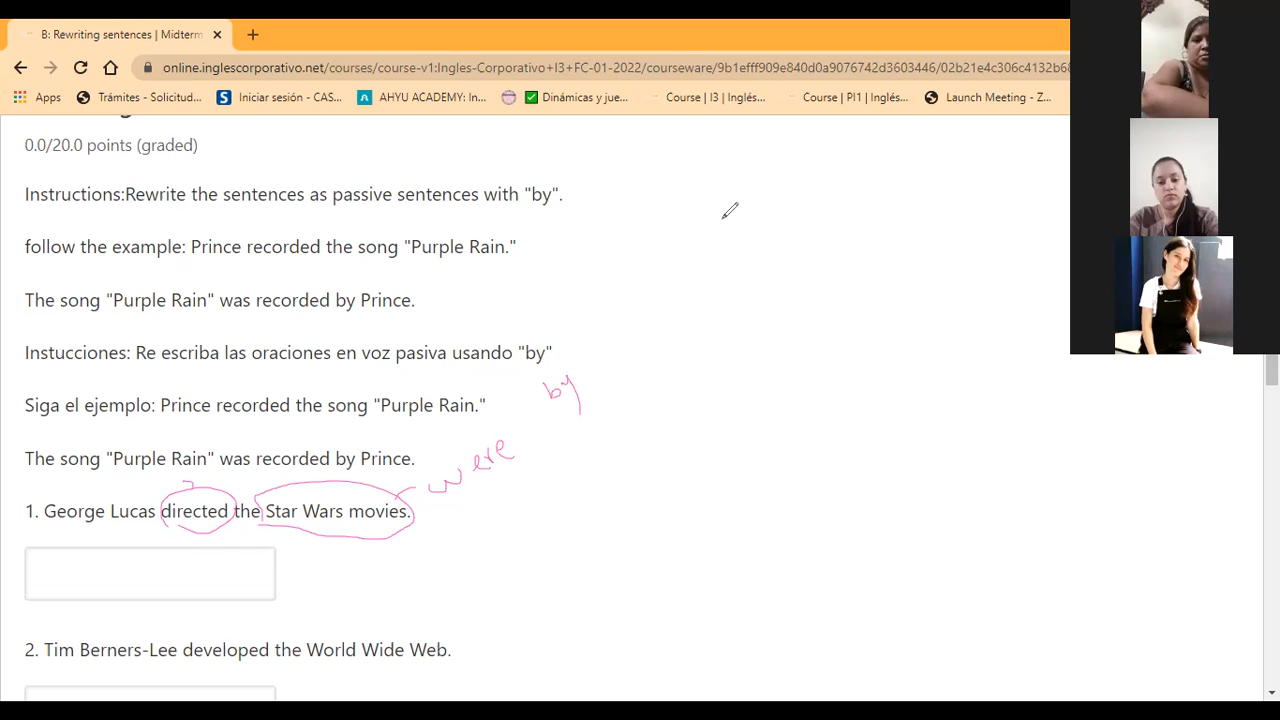 B: Rewriting sentences | Midterm
online.inglescorporativo.net/courses/course-v1:Ingles-Corporativo+I3+FC-01-2022/courseware/9b1efff909e840d0a9076742d3603446/02b21e4c306c4132b68
Apps Trámites - Solicitud... Iniciar sesión - CAS... AHYU ACADEMY: In... Dinámicas y jue... Course | I3 | Inglés... Course | PI1 | Inglés... Launch Meeting - Z...
0.0/20.0 points (graded)
Instructions:Rewrite the sentences as passive sentences with "by".
follow the example: Prince recorded the song "Purple Rain."
The song "Purple Rain" was recorded by Prince.
Instucciones: Re escriba las oraciones en voz pasiva usando "by"
by
Siga el ejemplo: Prince recorded the song "Purple Rain."
The song "Purple Rain" was recorded by Prince.
were
1. George Lucas directed the Star Wars movies.
2. Tim Berners-Lee developed the World Wide Web.